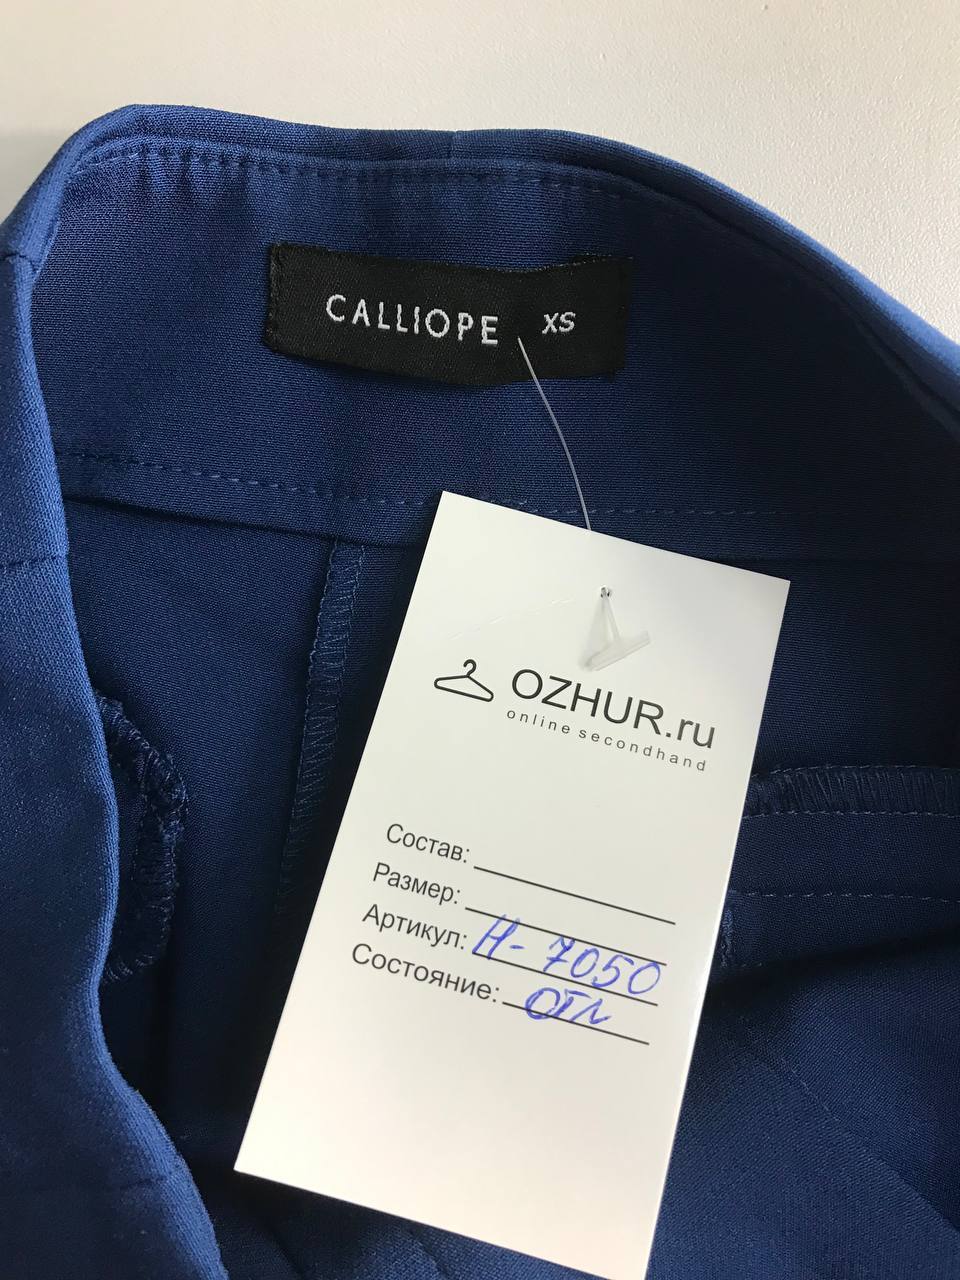 CALLIOPE XS
OZHUR.ru
online secondhand
Состав:
Размер:
Артикул: Н-7050
Состояние: отл